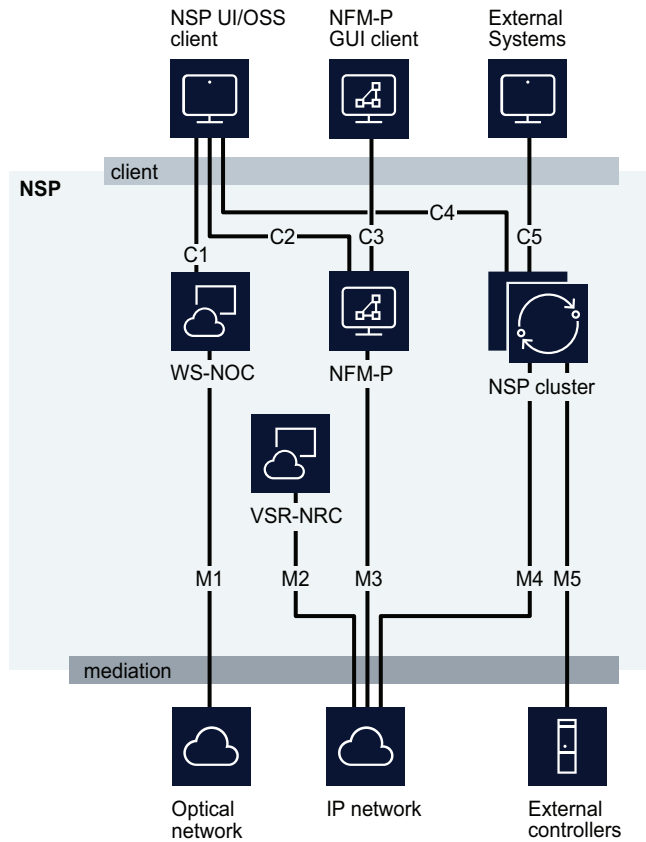 NSP UI/OSS
client
NFM-P
GUI client
External
Systems
client
NSP
C4
C2
C3
C5
C1
WS-NOC
NFM-P
NSP cluster
VSR-NRC
M1
M2
M3
M4
M5
mediation
Optical
network
IP network
External
controllers